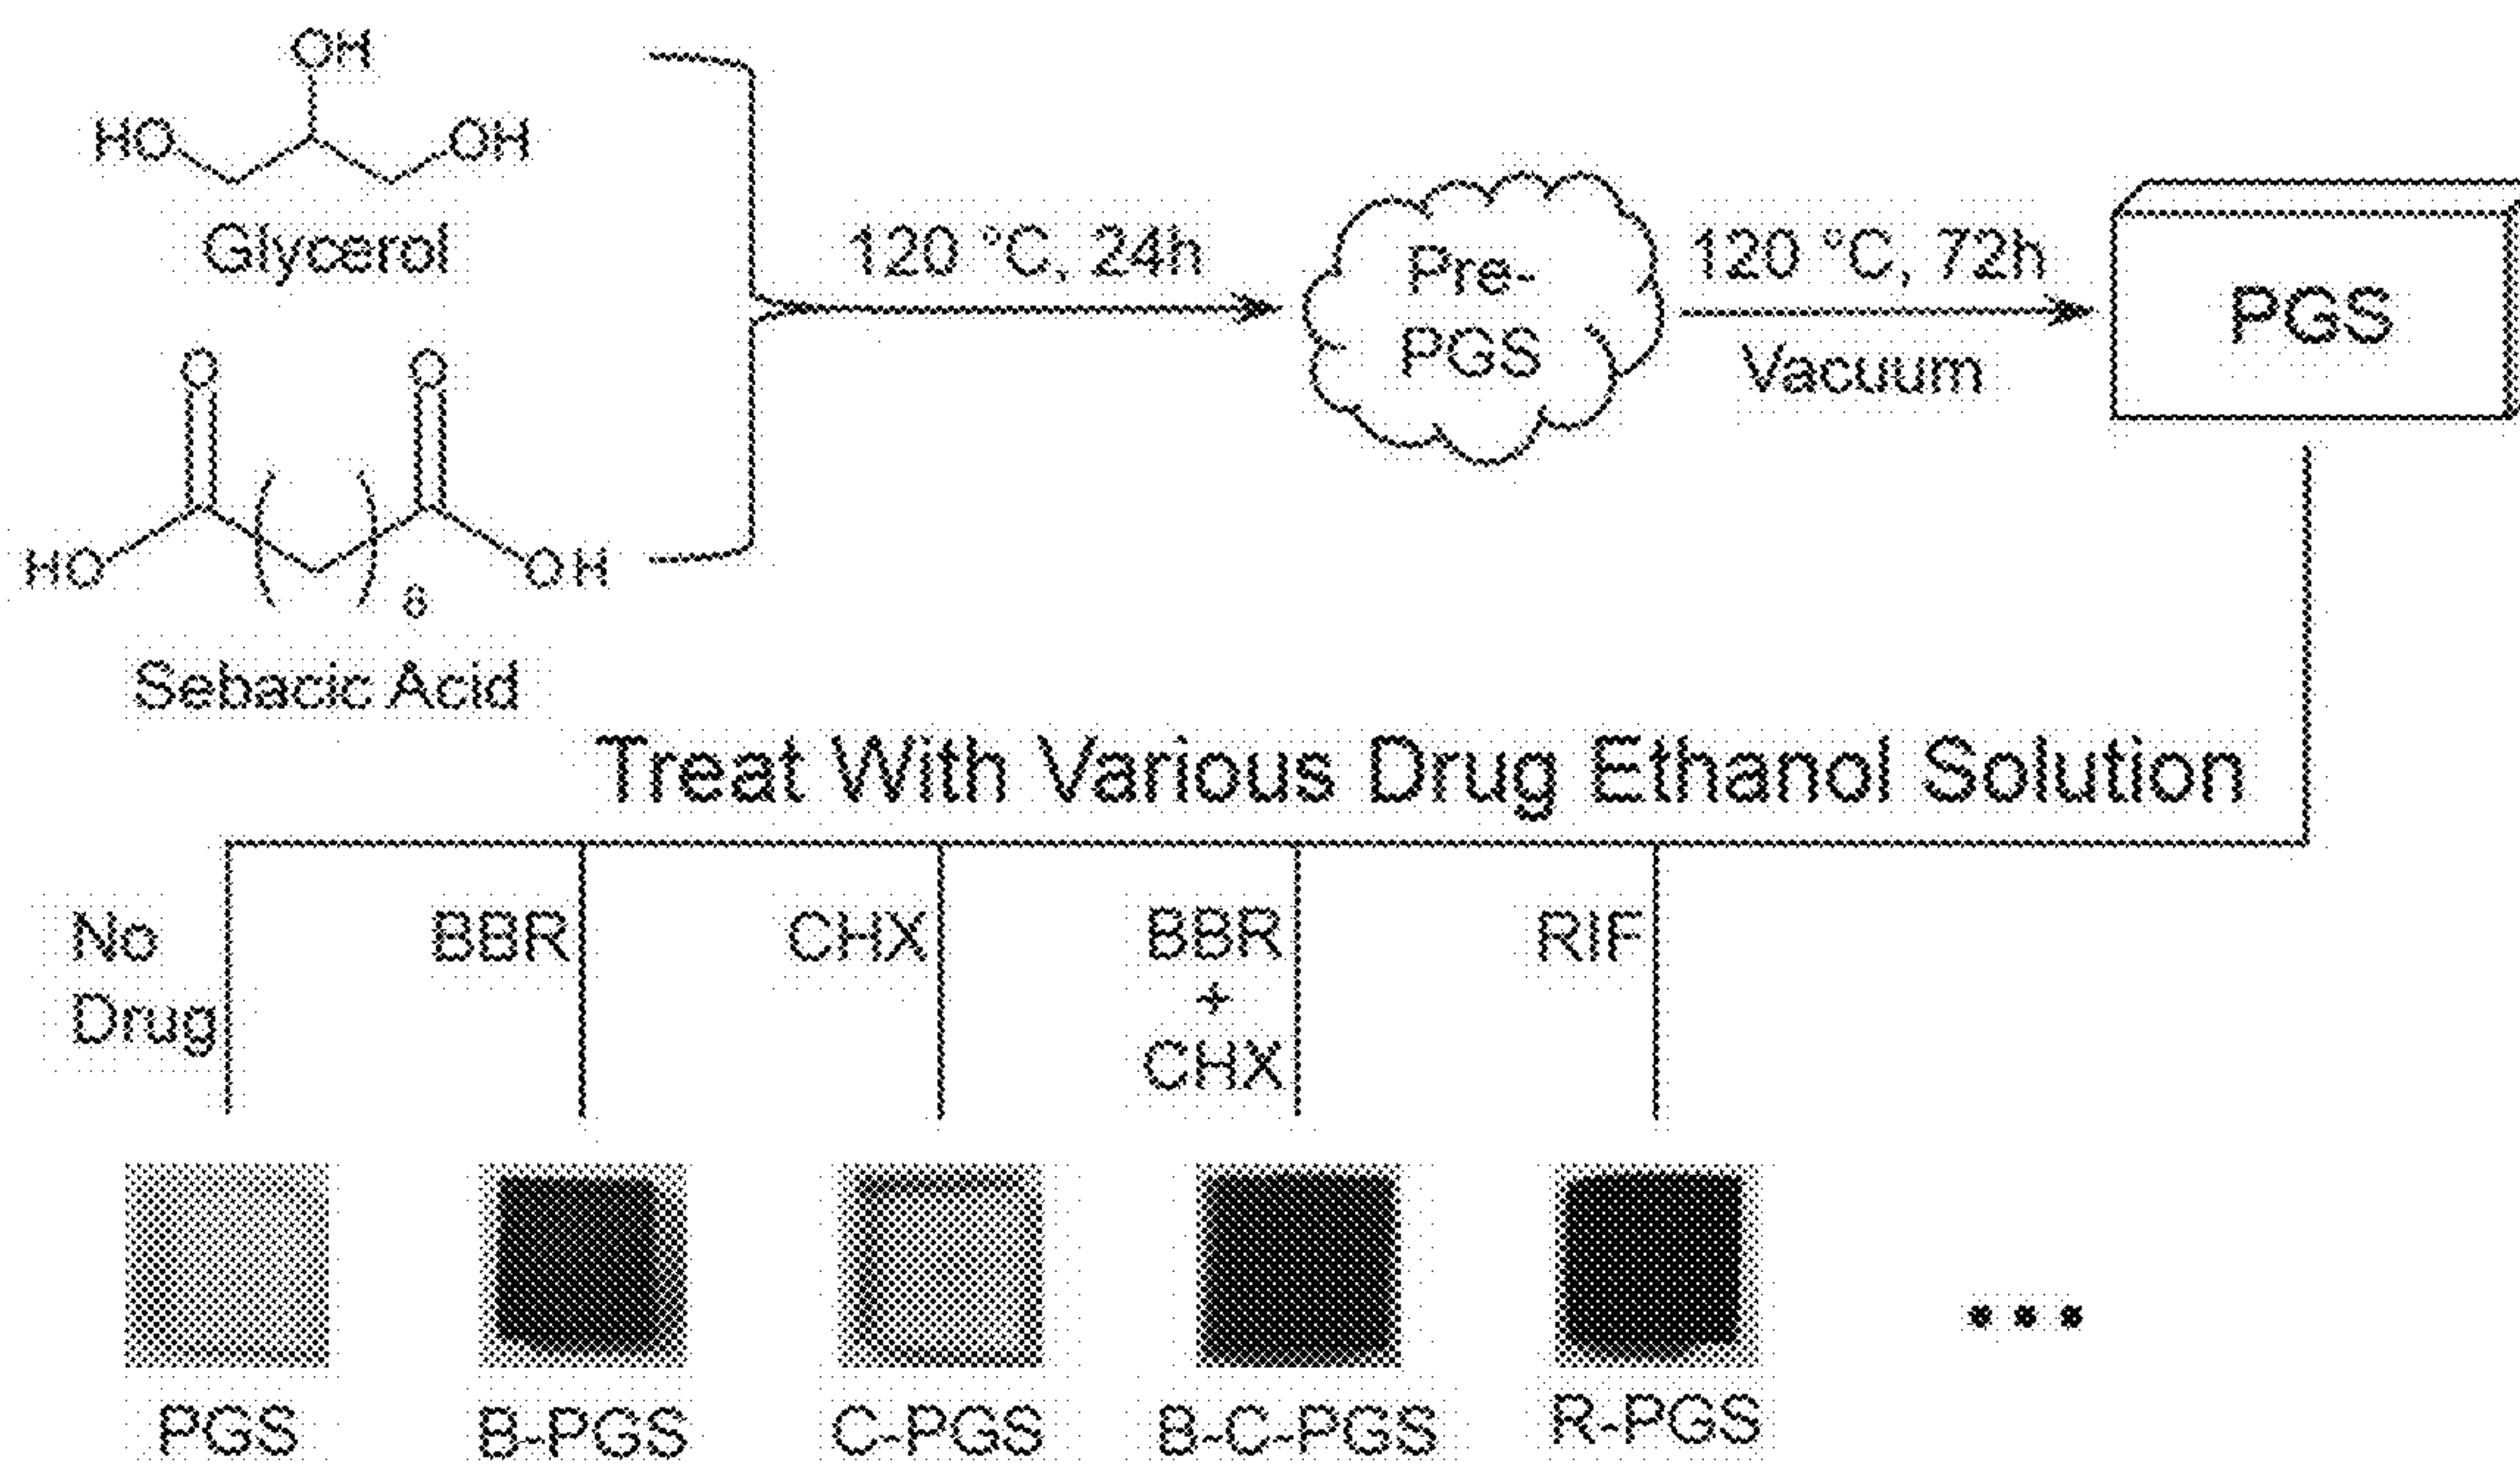 OH
HO
OH
Glycerol
120 °C, 24h
Pre-
PGS
120 °C, 72h
Vacuum
PGS
O
O
HO
OH
8
Sebacic Acid
Treat With Various Drug Ethanol Solution
No
Drug
BBR
CHX
BBR
+
CHX
RIF
PGS
B-PGS
C-PGS
B-C-PGS
R-PGS
...